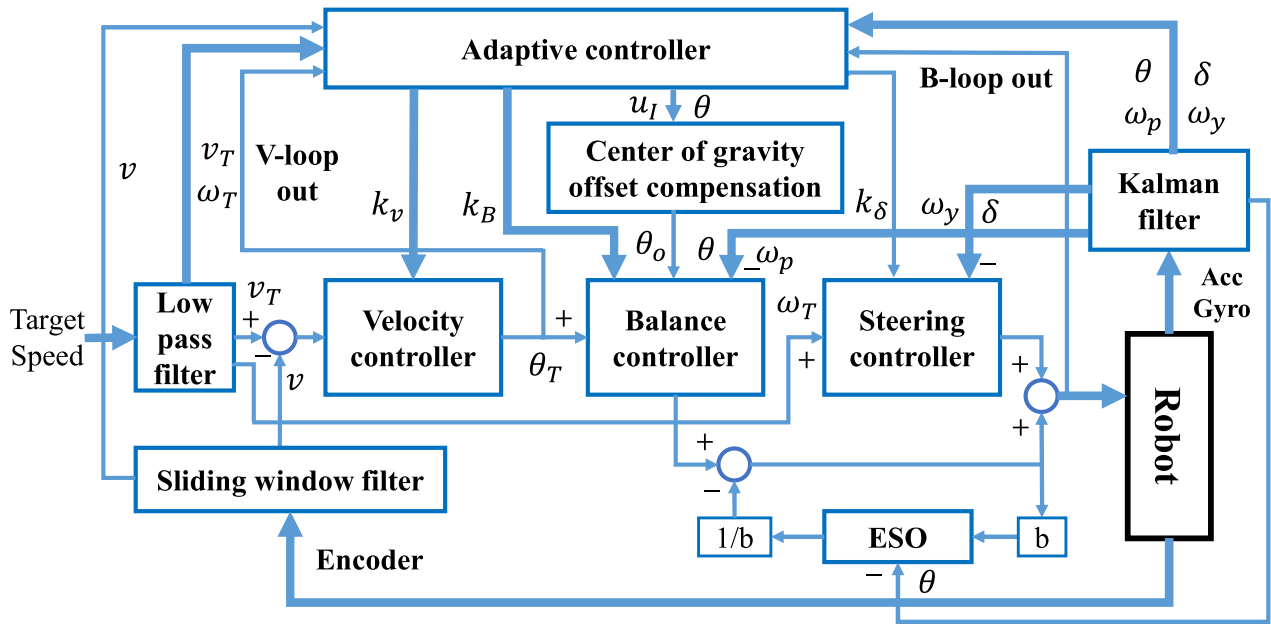 Adaptive controller
B-loop out
θ δ
ω_p ω_y
u_I θ
v
v_T
ω_T
V-loop
out
k_v
k_B
Center of gravity
offset compensation
k_δ
ω_y δ
Kalman
filter
θ_o
θ
− ω_p
−
Acc
Gyro
Target
Speed
Low
pass
filter
v_T
+
−
v
Velocity
controller
+
θ_T
Balance
controller
ω_T
+
Steering
controller
+
+
Robot
Sliding window filter
+
−
1/b
ESO
b
Encoder
− θ